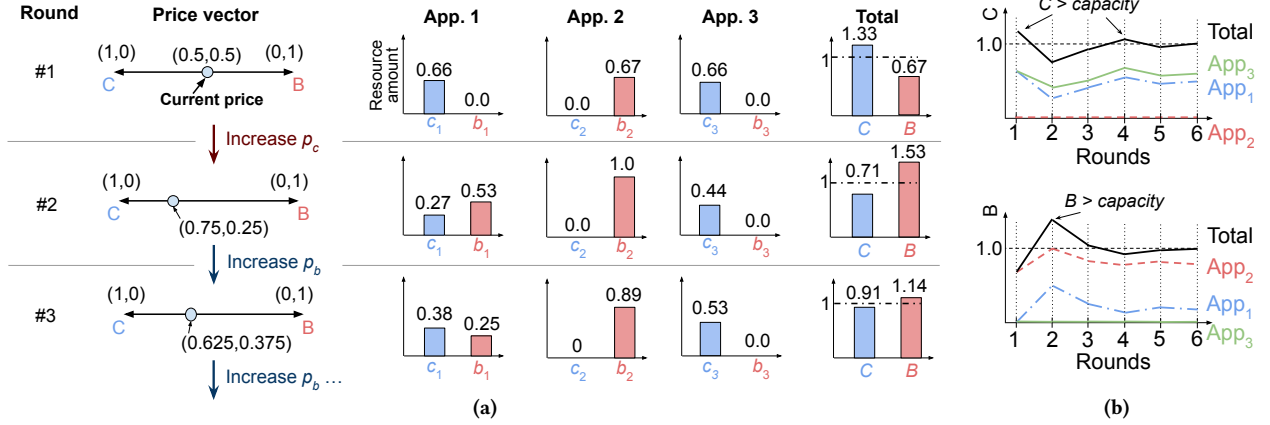 Round
Price vector
App. 1
App. 2
App. 3
Total
#1
(1,0)
(0.5,0.5)
(0,1)
C
B
Current price
Resource
amount
0.66
0.0
c1
b1
0.0
0.67
c2
b2
0.66
0.0
c3
b3
1
1.33
0.67
C
B
Increase pc
#2
(1,0)
(0,1)
C
B
(0.75,0.25)
0.27
0.53
c1
b1
0.0
1.0
c2
b2
0.44
0.0
c3
b3
1
0.71
1.53
C
B
Increase pb
#3
(1,0)
(0,1)
C
B
(0.625,0.375)
0.38
0.25
c1
b1
0
0.89
c2
b2
0.53
0.0
c3
b3
1
0.91
1.14
C
B
Increase pb ...
(a)
C > capacity
C
1.0
Total
App3
App1
App2
1 2 3 4 5 6
Rounds
B > capacity
B
1.0
Total
App2
App1
App3
1 2 3 4 5 6
Rounds
(b)